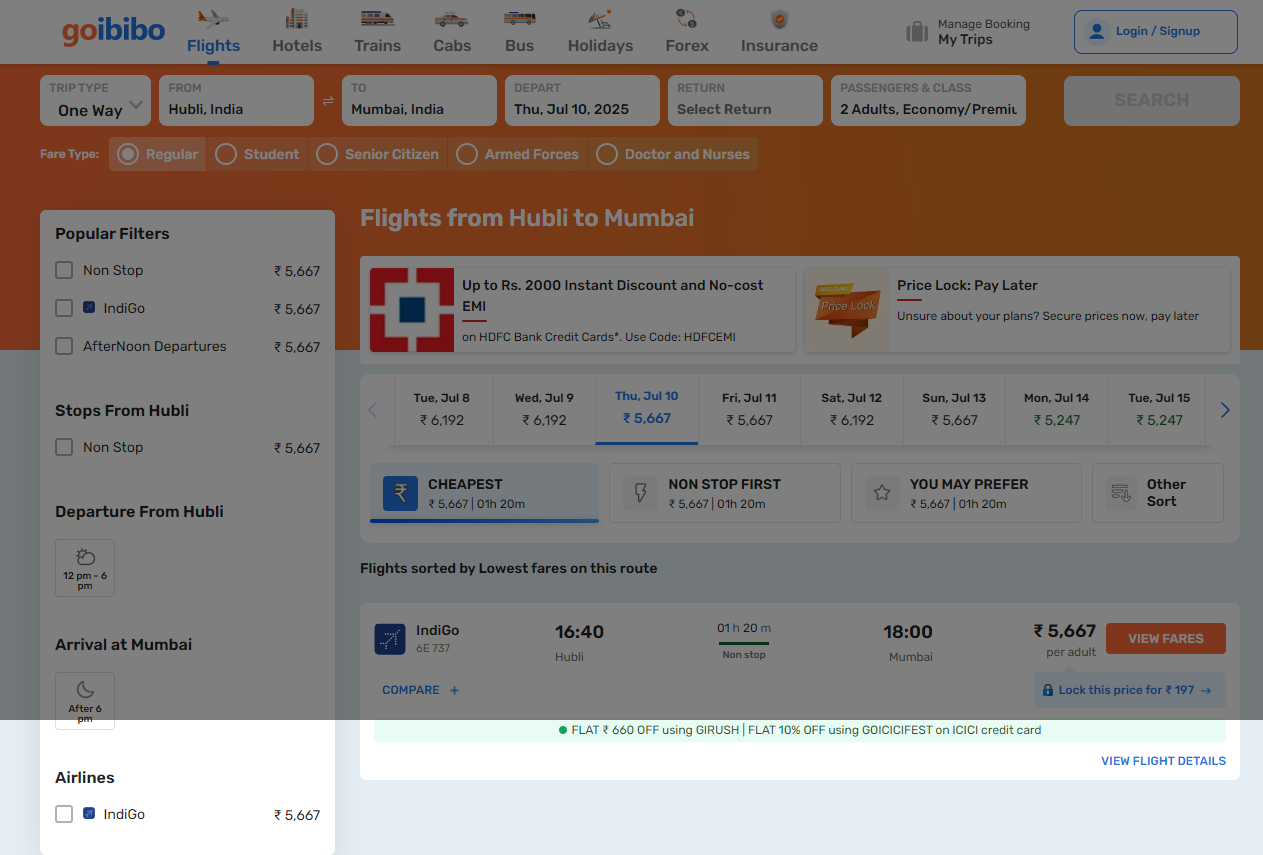 goibibo
Flights
Hotels
Trains
Cabs
Bus
Holidays
Forex
Insurance
Manage Booking
My Trips
Login / Signup
TRIP TYPE
One Way
FROM
Hubli, India
TO
Mumbai, India
DEPART
Thu, Jul 10, 2025
RETURN
Select Return
PASSENGERS & CLASS
2 Adults, Economy/Premiu
SEARCH
Fare Type:
Regular
Student
Senior Citizen
Armed Forces
Doctor and Nurses
Popular Filters
Non Stop ₹ 5,667
IndiGo ₹ 5,667
AfterNoon Departures ₹ 5,667
Stops From Hubli
Non Stop ₹ 5,667
Departure From Hubli
12 pm - 6
pm
Arrival at Mumbai
After 6
pm
Airlines
IndiGo ₹ 5,667
Flights from Hubli to Mumbai
Up to Rs. 2000 Instant Discount and No-cost
EMI
on HDFC Bank Credit Cards*. Use Code: HDFCEMI
DISCOUNT
Price Lock
Price Lock: Pay Later
Unsure about your plans? Secure prices now, pay later
Tue, Jul 8
₹ 6,192
Wed, Jul 9
₹ 6,192
Thu, Jul 10
₹ 5,667
Fri, Jul 11
₹ 5,667
Sat, Jul 12
₹ 6,192
Sun, Jul 13
₹ 5,667
Mon, Jul 14
₹ 5,247
Tue, Jul 15
₹ 5,247
₹
CHEAPEST
₹ 5,667 | 01h 20m
NON STOP FIRST
₹ 5,667 | 01h 20m
YOU MAY PREFER
₹ 5,667 | 01h 20m
Other
Sort
Flights sorted by Lowest fares on this route
IndiGo
6E 737
16:40
Hubli
01 h 20 m
Non stop
18:00
Mumbai
₹ 5,667
per adult
VIEW FARES
COMPARE +
Lock this price for ₹ 197 →
FLAT ₹ 660 OFF using GIRUSH | FLAT 10% OFF using GOICICIFEST on ICICI credit card
VIEW FLIGHT DETAILS